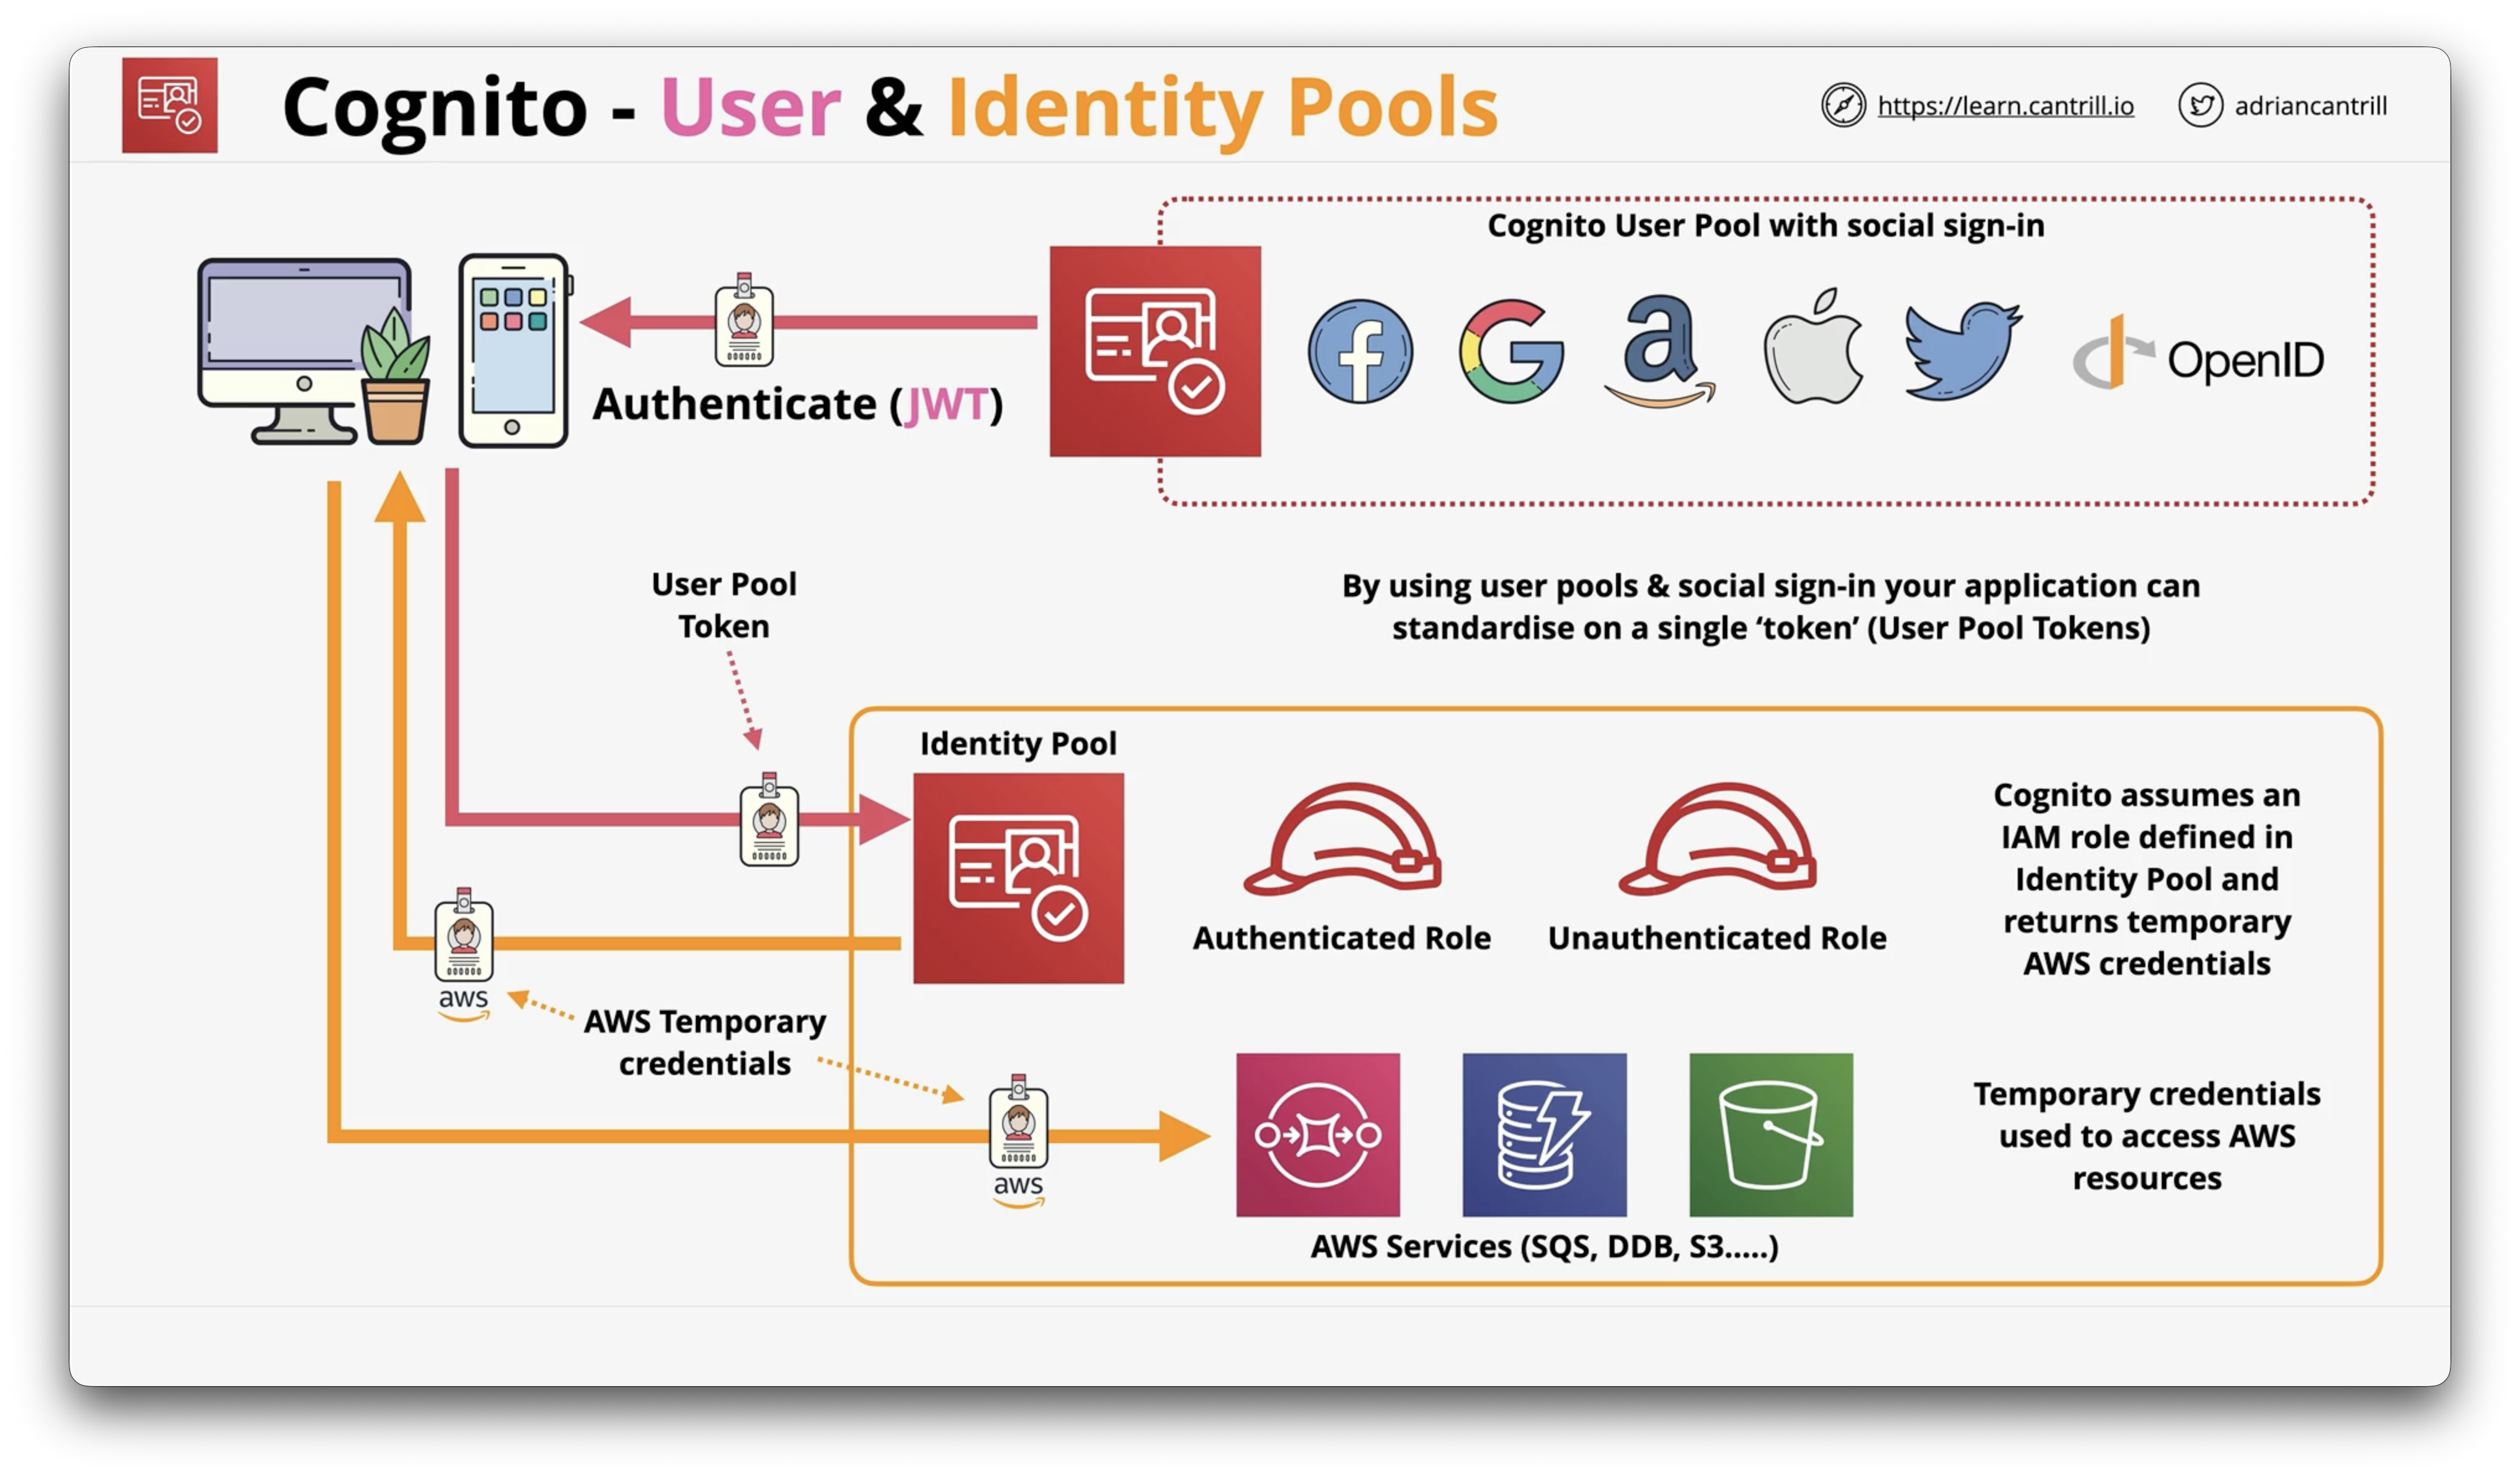 Cognito - User & Identity Pools
https://learn.cantrill.io
adriancantrill
Cognito User Pool with social sign-in
OpenID
Authenticate (JWT)
By using user pools & social sign-in your application can
standardise on a single ‘token’ (User Pool Tokens)
User Pool
Token
Identity Pool
Authenticated Role
Unauthenticated Role
Cognito assumes an
IAM role defined in
Identity Pool and
returns temporary
AWS credentials
aws
AWS Temporary
credentials
aws
Temporary credentials
used to access AWS
resources
AWS Services (SQS, DDB, S3.....)